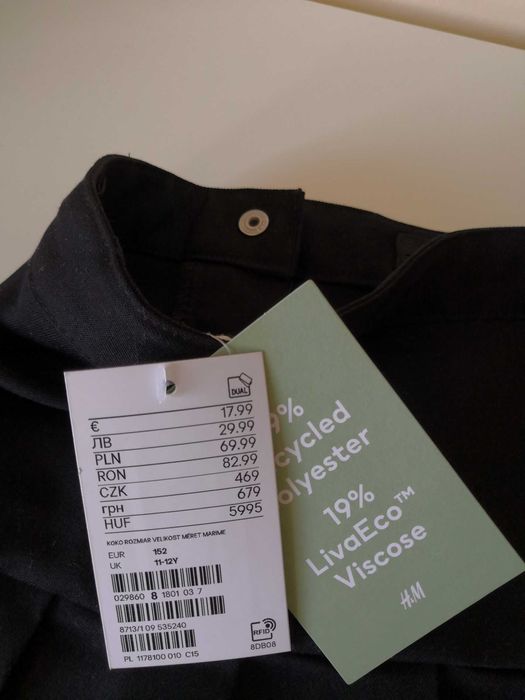 DUAL
€ 17.99
ЛВ 29.99
PLN 69.99
RON 82.99
CZK 469
грн 679
HUF 5995
KOKO ROZMIAR VELIKOST MÉRET MARIME
EUR 152
UK 11-12Y
029860 8 1801 03 7
8713/1 09 535240
RFID
8DB08
PL 1178100 010 C15
9%
cycled
olyester
19%
LivaEco™
Viscose
H&M